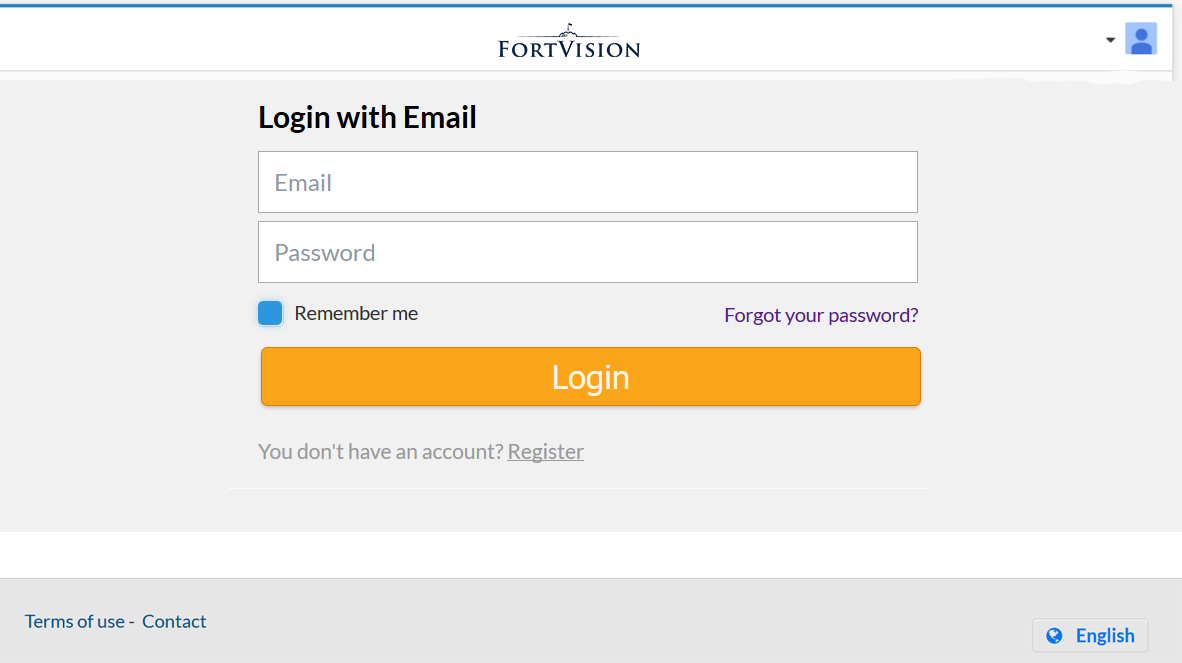 FORTVISION
Login with Email
Email
Password
Remember me
Forgot your password?
Login
You don't have an account? Register
Terms of use - Contact
English